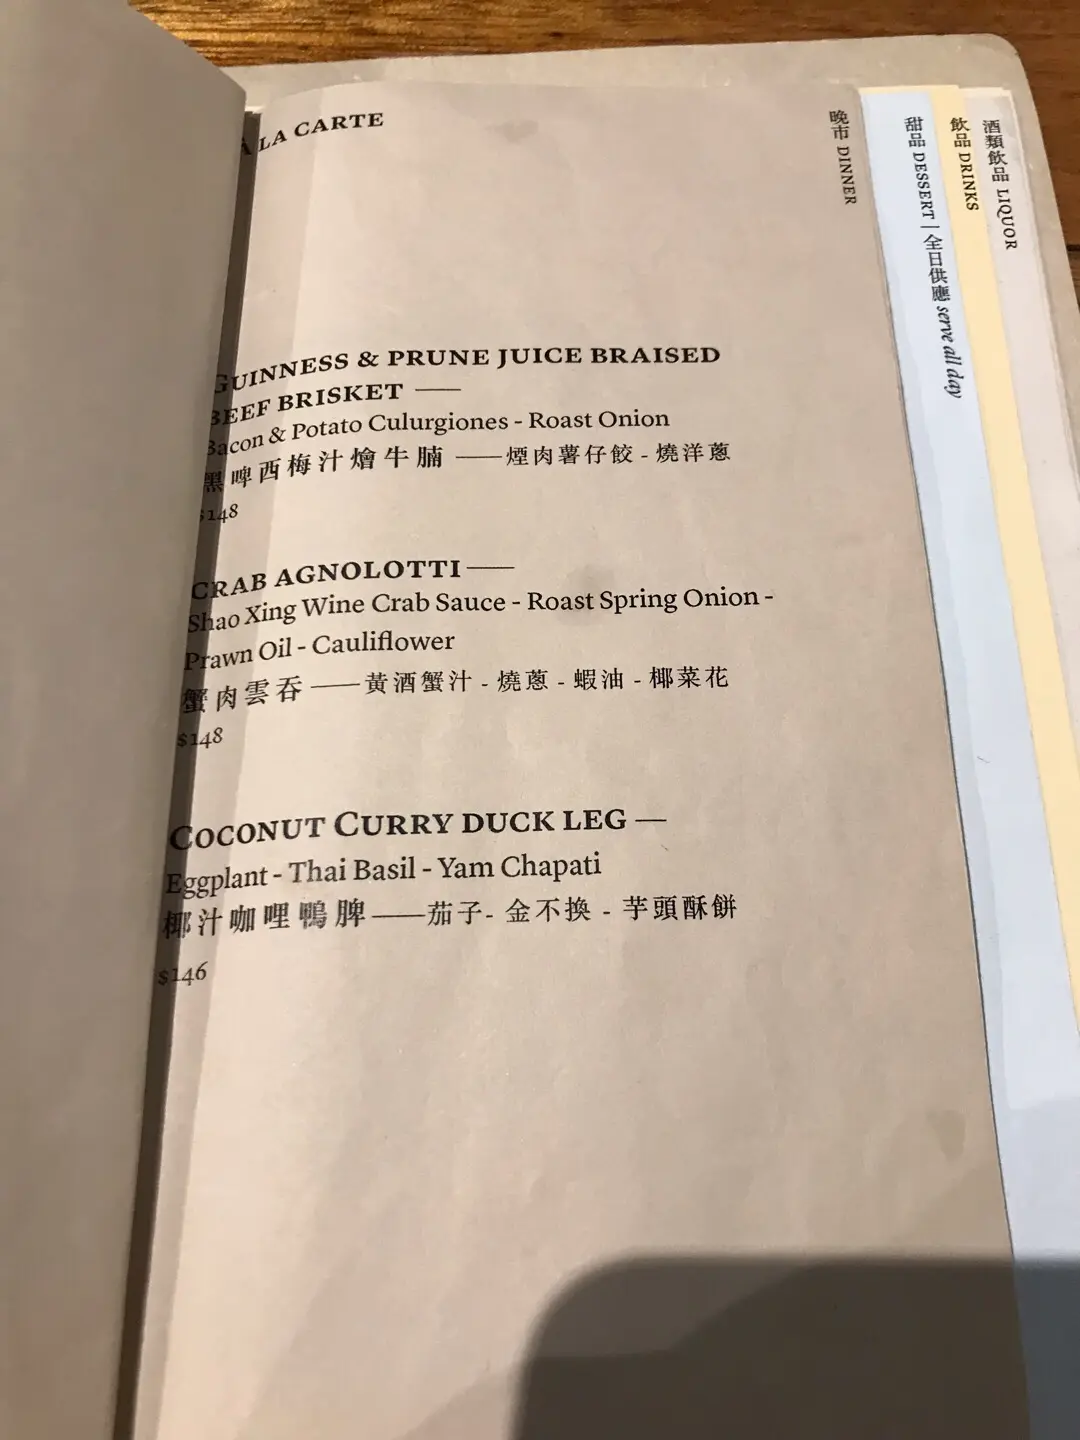 À LA CARTE
晚市 DINNER
甜品 DESSERT | 全日供應 serve all day
飲品 DRINKS
酒類飲品 LIQUOR
GUINNESS & PRUNE JUICE BRAISED
BEEF BRISKET ——
Bacon & Potato Culurgiones - Roast Onion
黑啤西梅汁燴牛腩 ——煙肉薯仔餃 - 燒洋蔥
$148
CRAB AGNOLOTTI——
Shao Xing Wine Crab Sauce - Roast Spring Onion -
Prawn Oil - Cauliflower
蟹肉雲吞 ——黃酒蟹汁 - 燒蔥 - 蝦油 - 椰菜花
$148
COCONUT CURRY DUCK LEG —
Eggplant - Thai Basil - Yam Chapati
椰汁咖哩鴨脾 ——茄子- 金不換 - 芋頭酥餅
$146